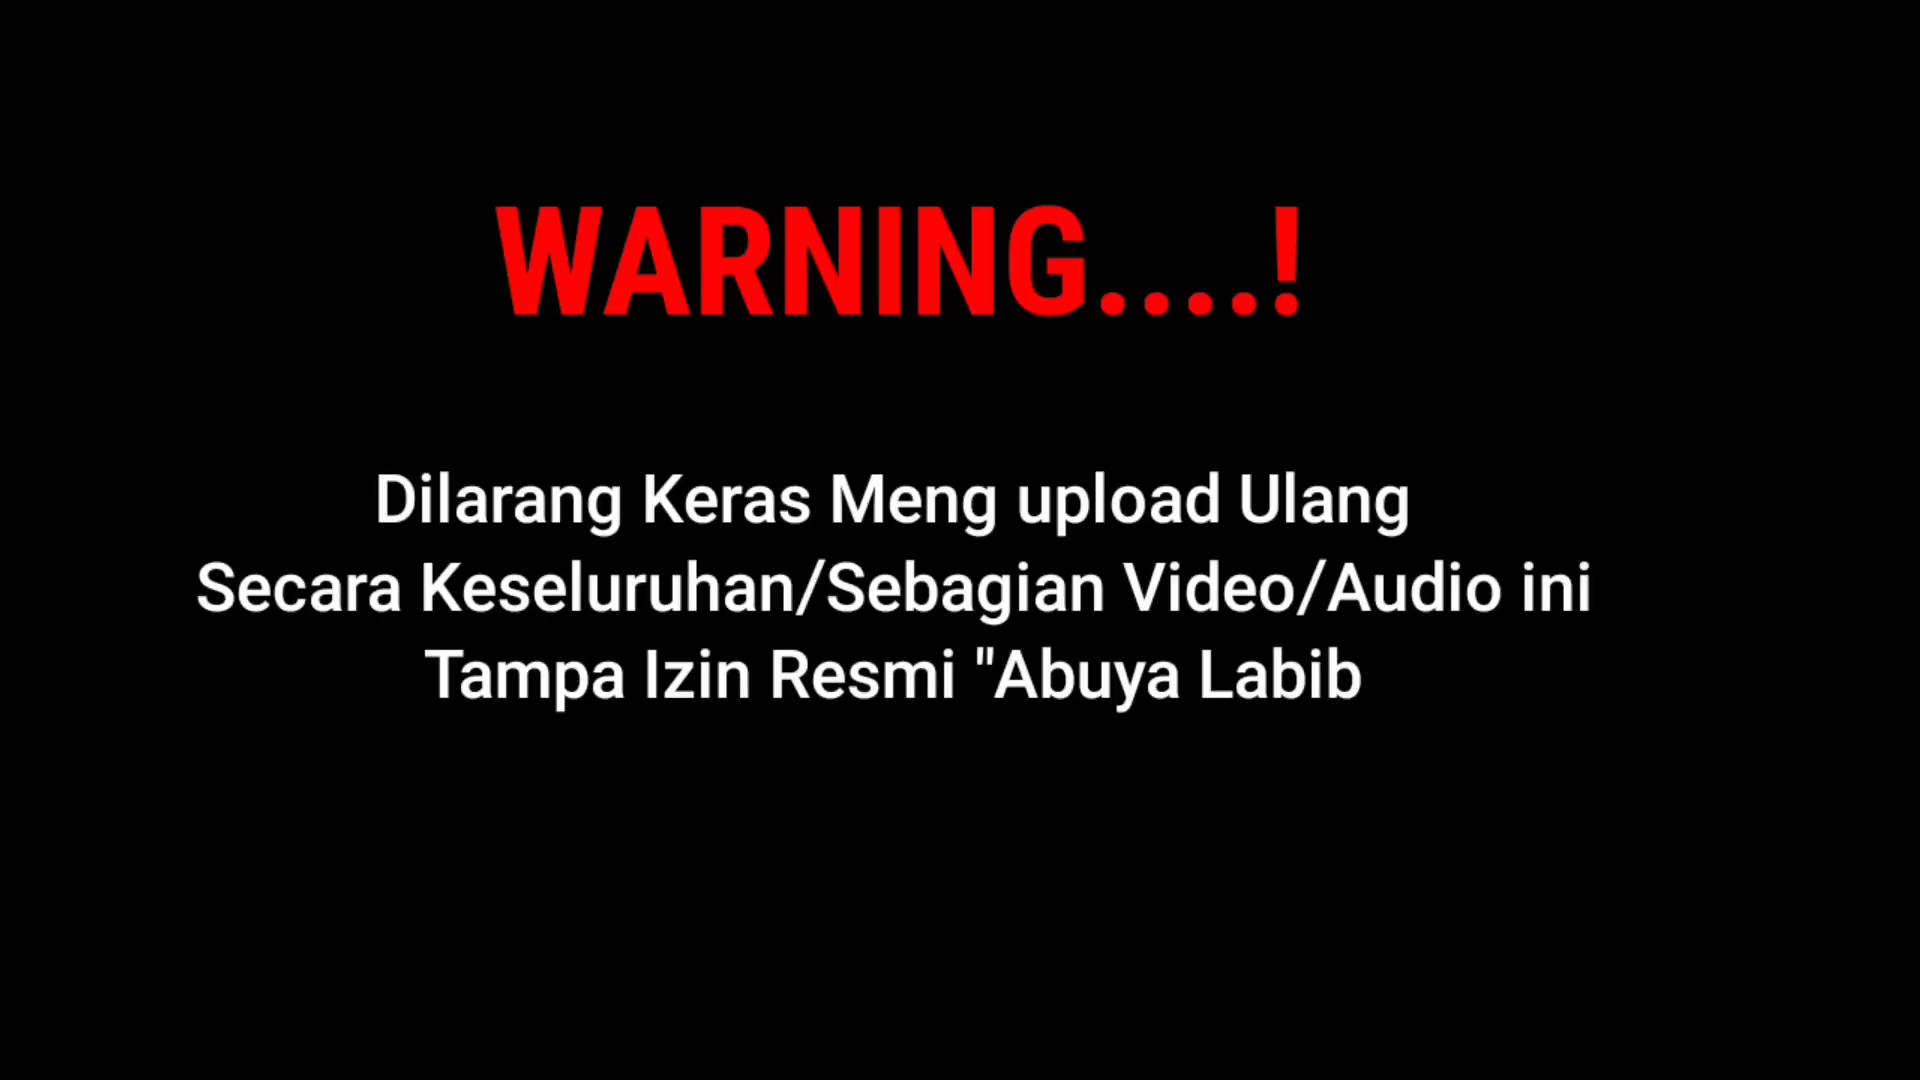 WARNING....!
Dilarang Keras Meng upload Ulang
Secara Keseluruhan/Sebagian Video/Audio ini
Tampa Izin Resmi "Abuya Labib